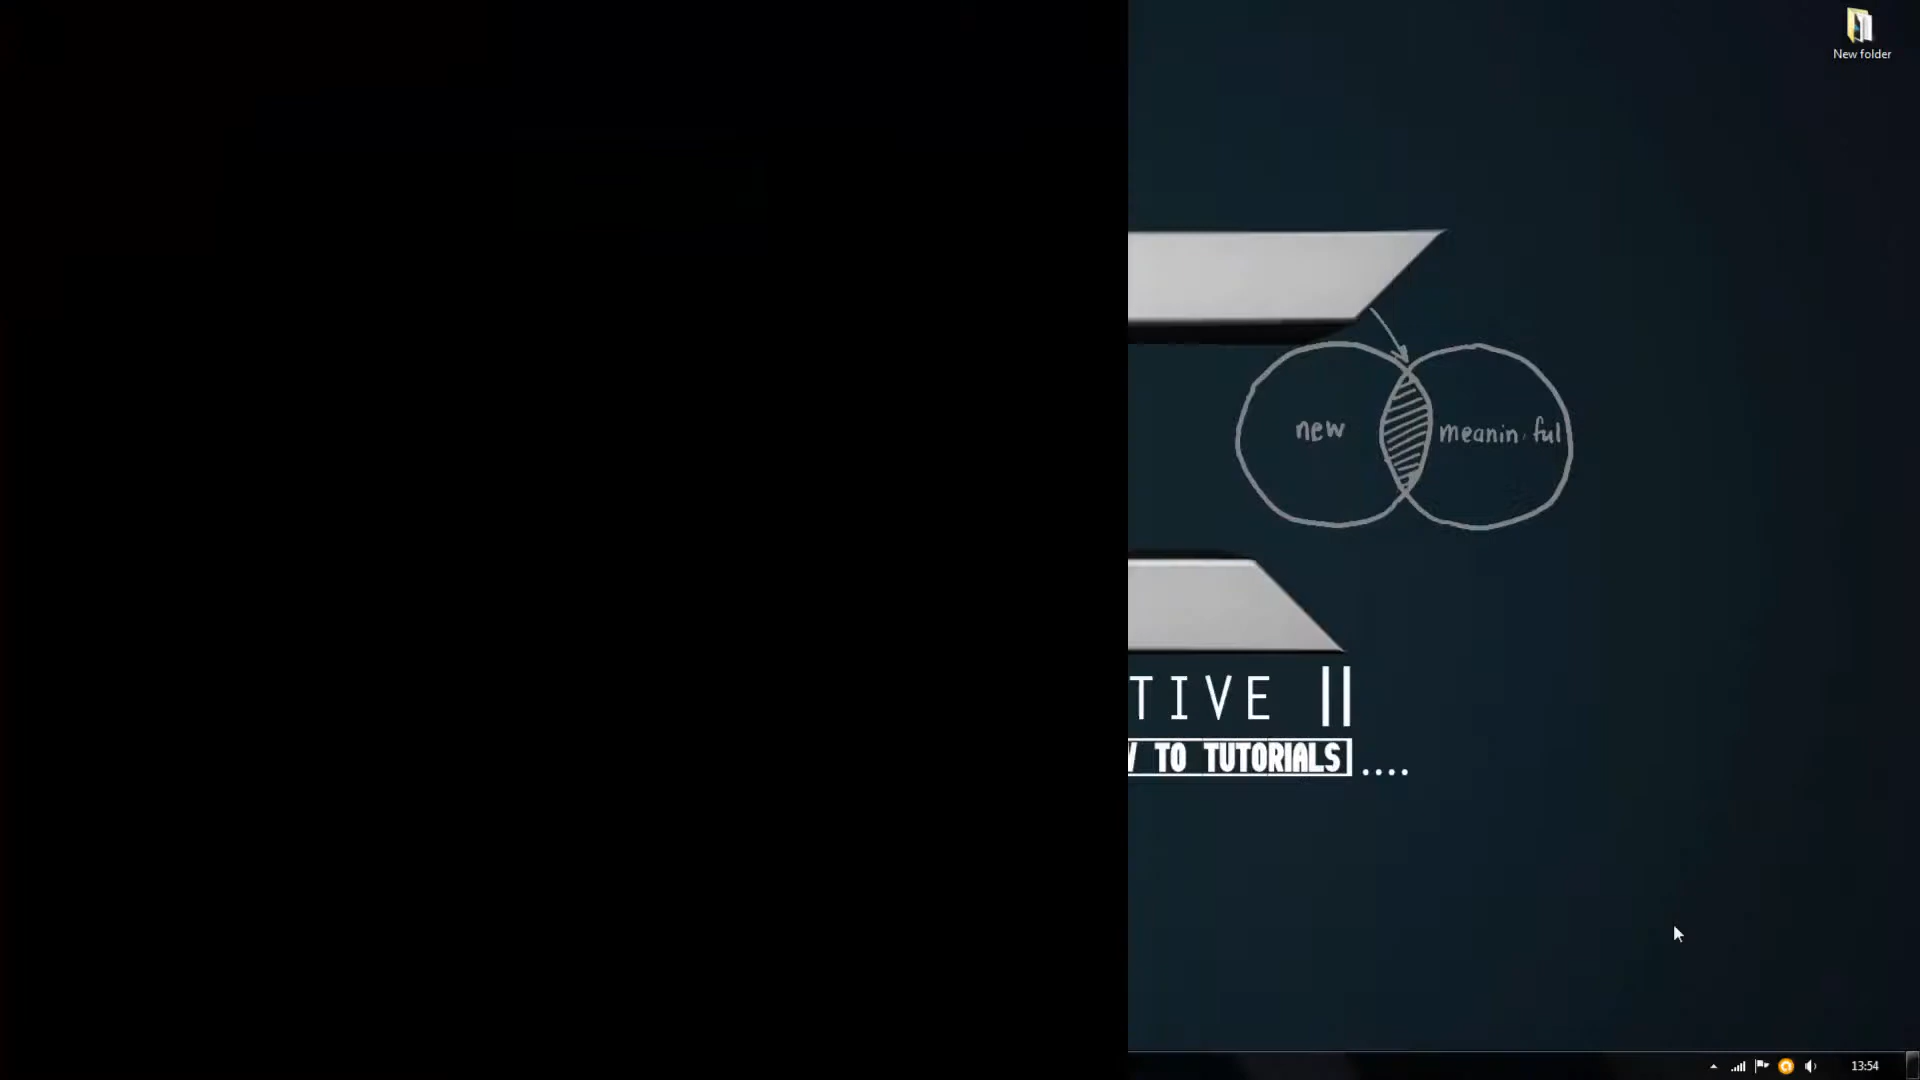 New folder
new
meanin ful
TIVE ||
TO TUTORIALS ....
13:54